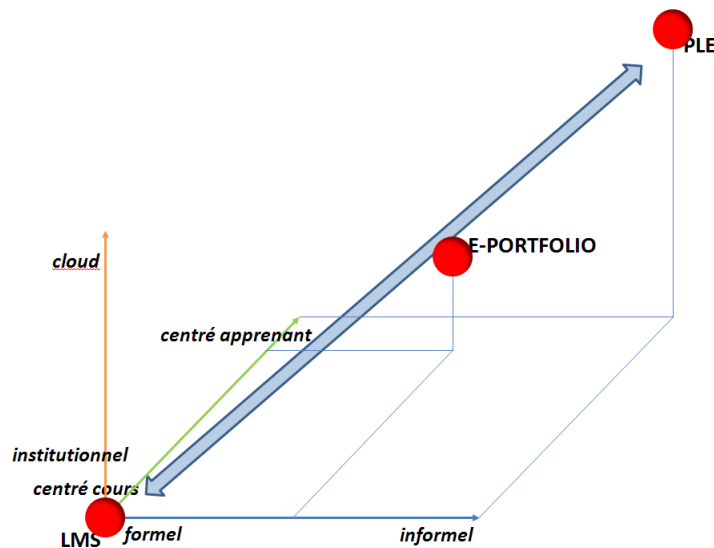 PLE
E-PORTFOLIO
cloud
centré apprenant
institutionnel
centré cours
LMS
formel
informel